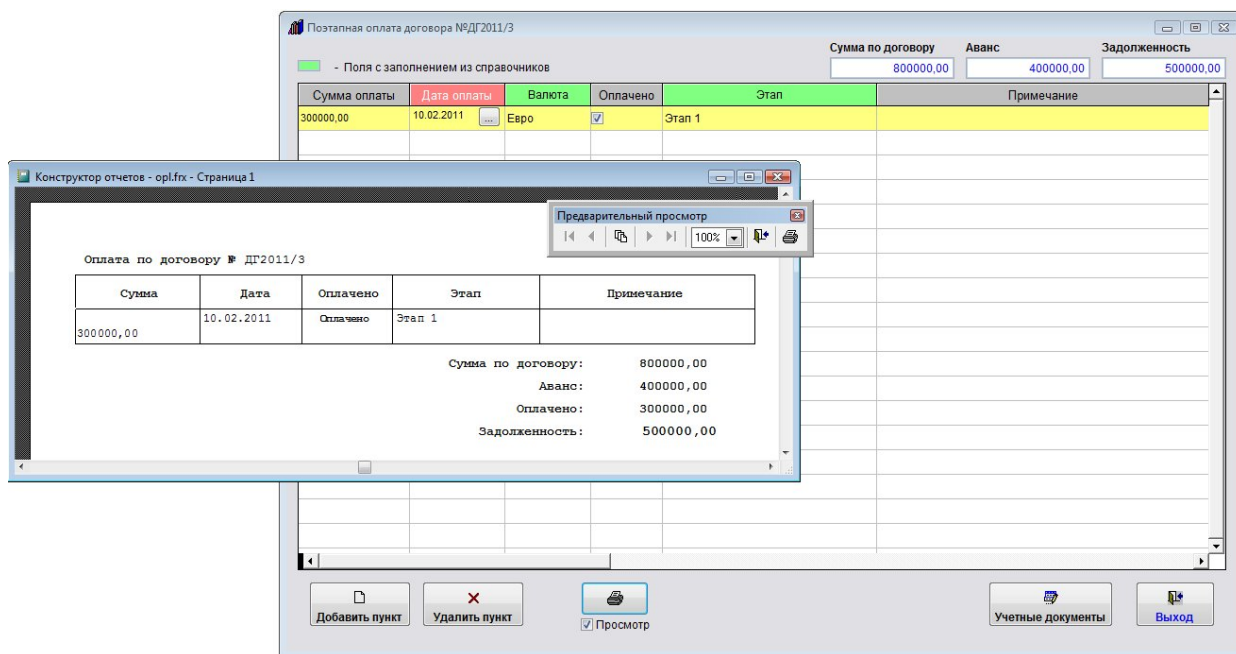 Поэтапная оплата договора №ДГ2011/3
Сумма по договору Аванс Задолженность
- Поля с заполнением из справочников 800000,00 400000,00 500000,00
Сумма оплаты Дата оплаты Валюта Оплачено Этап Примечание
300000,00 10.02.2011 ... Евро Этап 1
Конструктор отчетов - opl.frx - Страница 1
Предварительный просмотр
100%
Оплата по договору № ДГ2011/3
Сумма Дата Оплачено Этап Примечание
300000,00 10.02.2011 Оплачено Этап 1
Сумма по договору: 800000,00
Аванс: 400000,00
Оплачено: 300000,00
Задолженность: 500000,00
Добавить пункт Удалить пункт Просмотр Учетные документы Выход